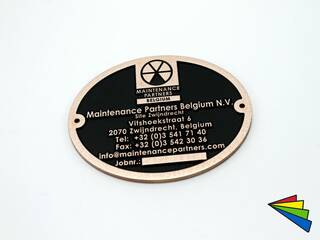 MAINTENANCE
PARTNERS
BELGIUM
Maintenance Partners Belgium N.V.
Site Zwijndrecht
Vitshoekstraat 6
2070 Zwijndrecht, Belgium
Tel: +32 (0)3 541 71 40
Fax: +32 (0)3 542 30 36
info@maintenancepartners.com
Jobnr.: